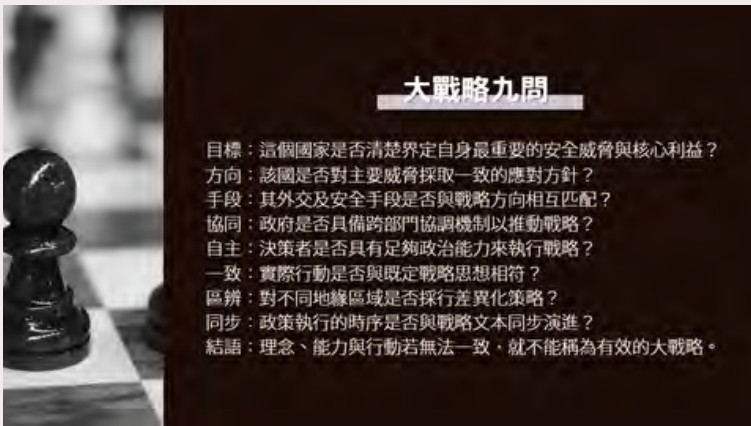 大戰略九問
目標：這個國家是否清楚界定自身最重要的安全威脅與核心利益？
方向：該國是否對主要威脅採取一致的應對方針？
手段：其外交及安全手段是否與戰略方向相互匹配？
協同：政府是否具備跨部門協調機制以推動戰略？
自主：決策者是否具有足夠政治能力來執行戰略？
一致：實際行動是否與既定戰略思想相符？
區辨：對不同地緣區域是否採行差異化策略？
同步：政策執行的時序是否與戰略文本同步演進？
結語：理念、能力與行動若無法一致，就不能稱為有效的大戰略。